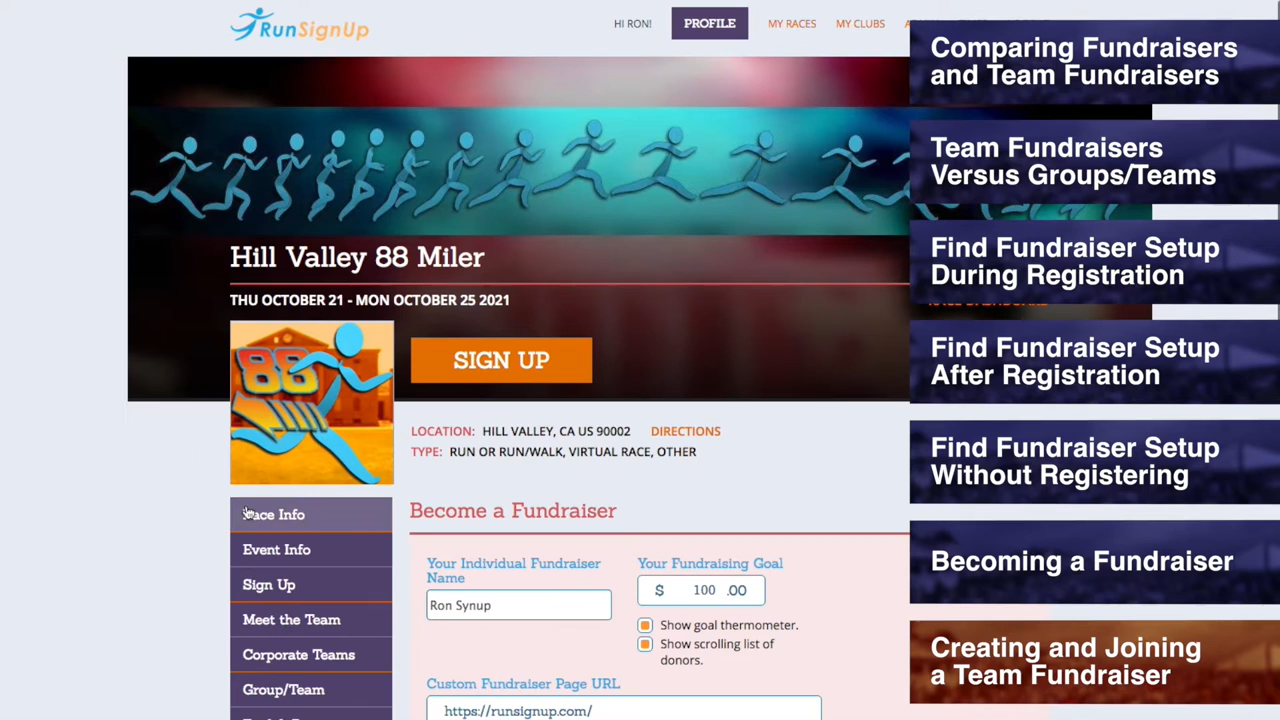 RunSignUp
HI RON!
PROFILE
MY RACES
MY CLUBS
Hill Valley 88 Miler
THU OCTOBER 21 - MON OCTOBER 25 2021
88
SIGN UP
LOCATION: HILL VALLEY, CA US 90002 DIRECTIONS
TYPE: RUN OR RUN/WALK, VIRTUAL RACE, OTHER
Race Info
Event Info
Sign Up
Meet the Team
Corporate Teams
Group/Team
Become a Fundraiser
Your Individual Fundraiser
Name
Ron Synup
Your Fundraising Goal
$ 100 .00
Show goal thermometer.
Show scrolling list of
donors.
Custom Fundraiser Page URL
https://runsignup.com/
Comparing Fundraisers
and Team Fundraisers
Team Fundraisers
Versus Groups/Teams
Find Fundraiser Setup
During Registration
Find Fundraiser Setup
After Registration
Find Fundraiser Setup
Without Registering
Becoming a Fundraiser
Creating and Joining
a Team Fundraiser